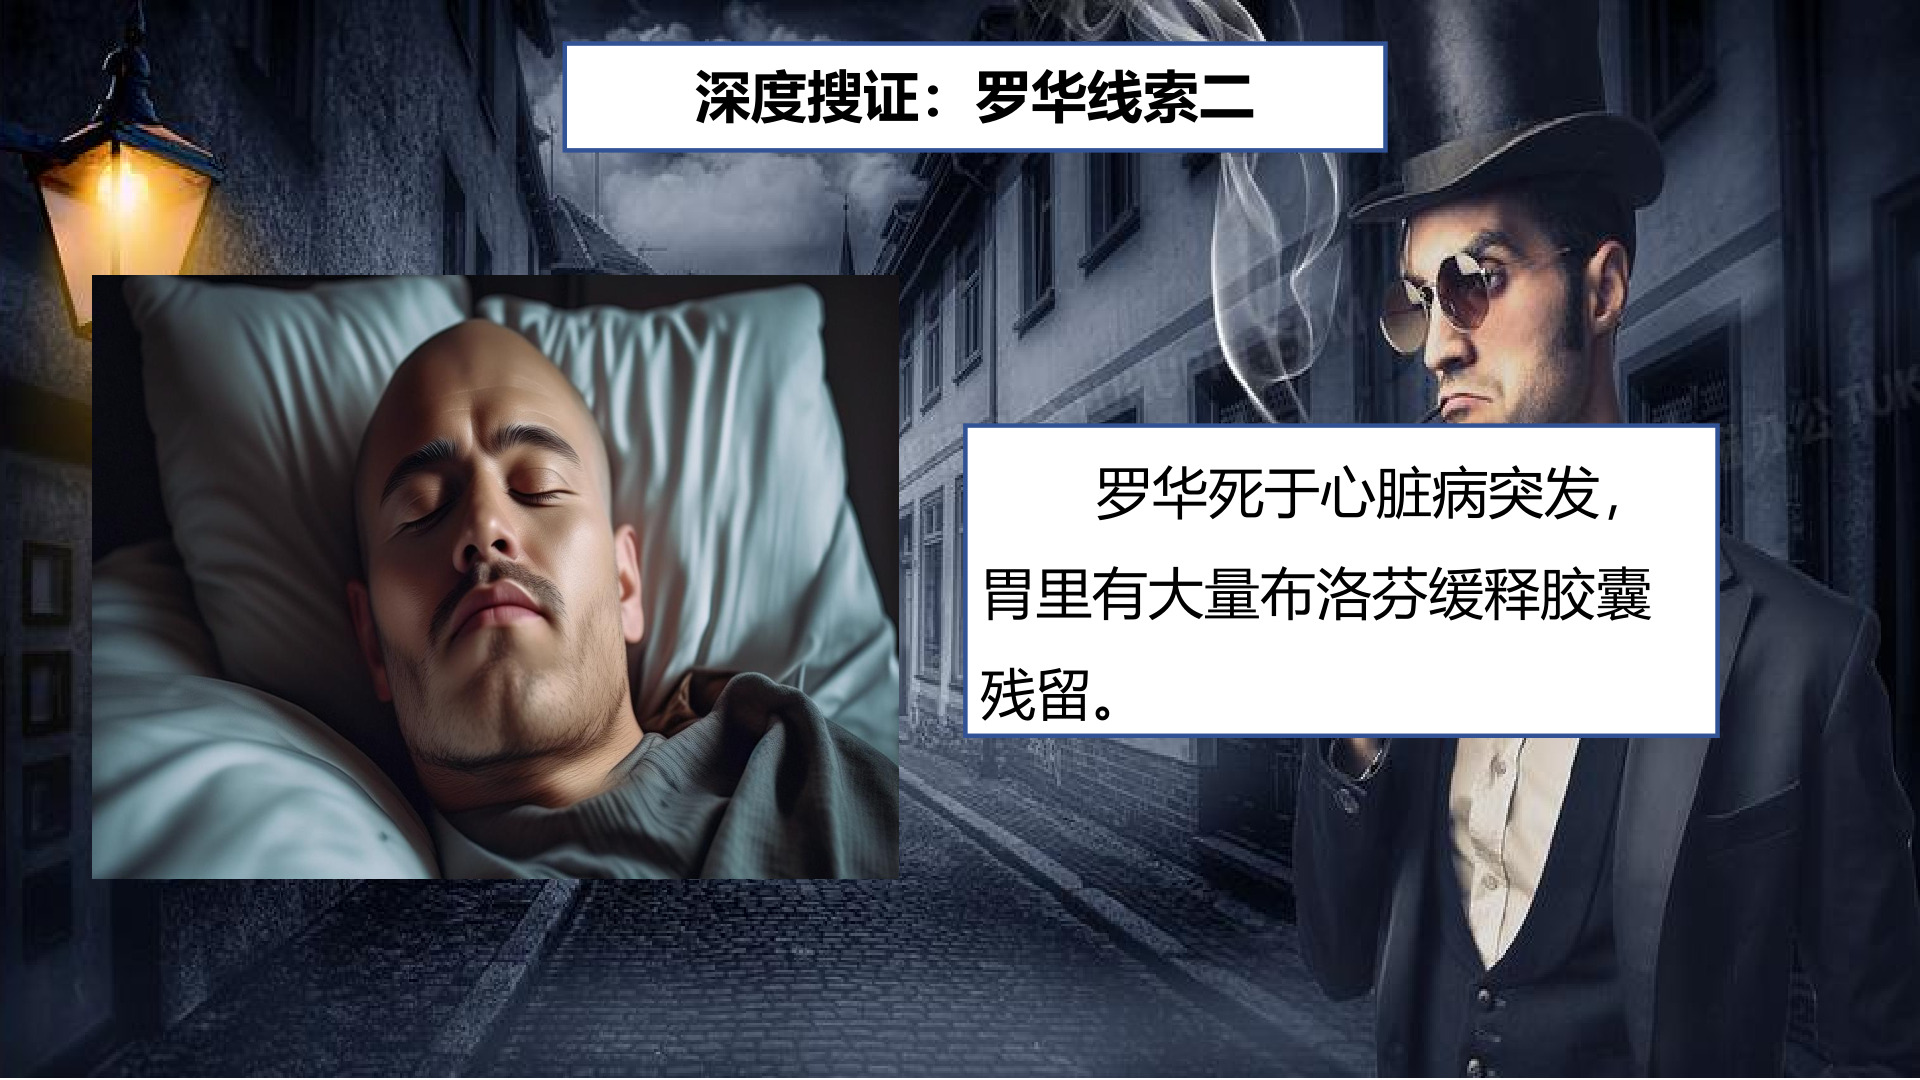 深度搜证：罗华线索二
罗华死于心脏病突发，
胃里有大量布洛芬缓释胶囊
残留。